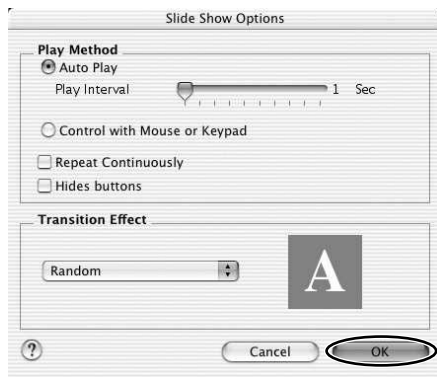 Slide Show Options
Play Method
Auto Play
Play Interval 1 Sec
Control with Mouse or Keypad
Repeat Continuously
Hides buttons
Transition Effect
Random
A
? Cancel OK